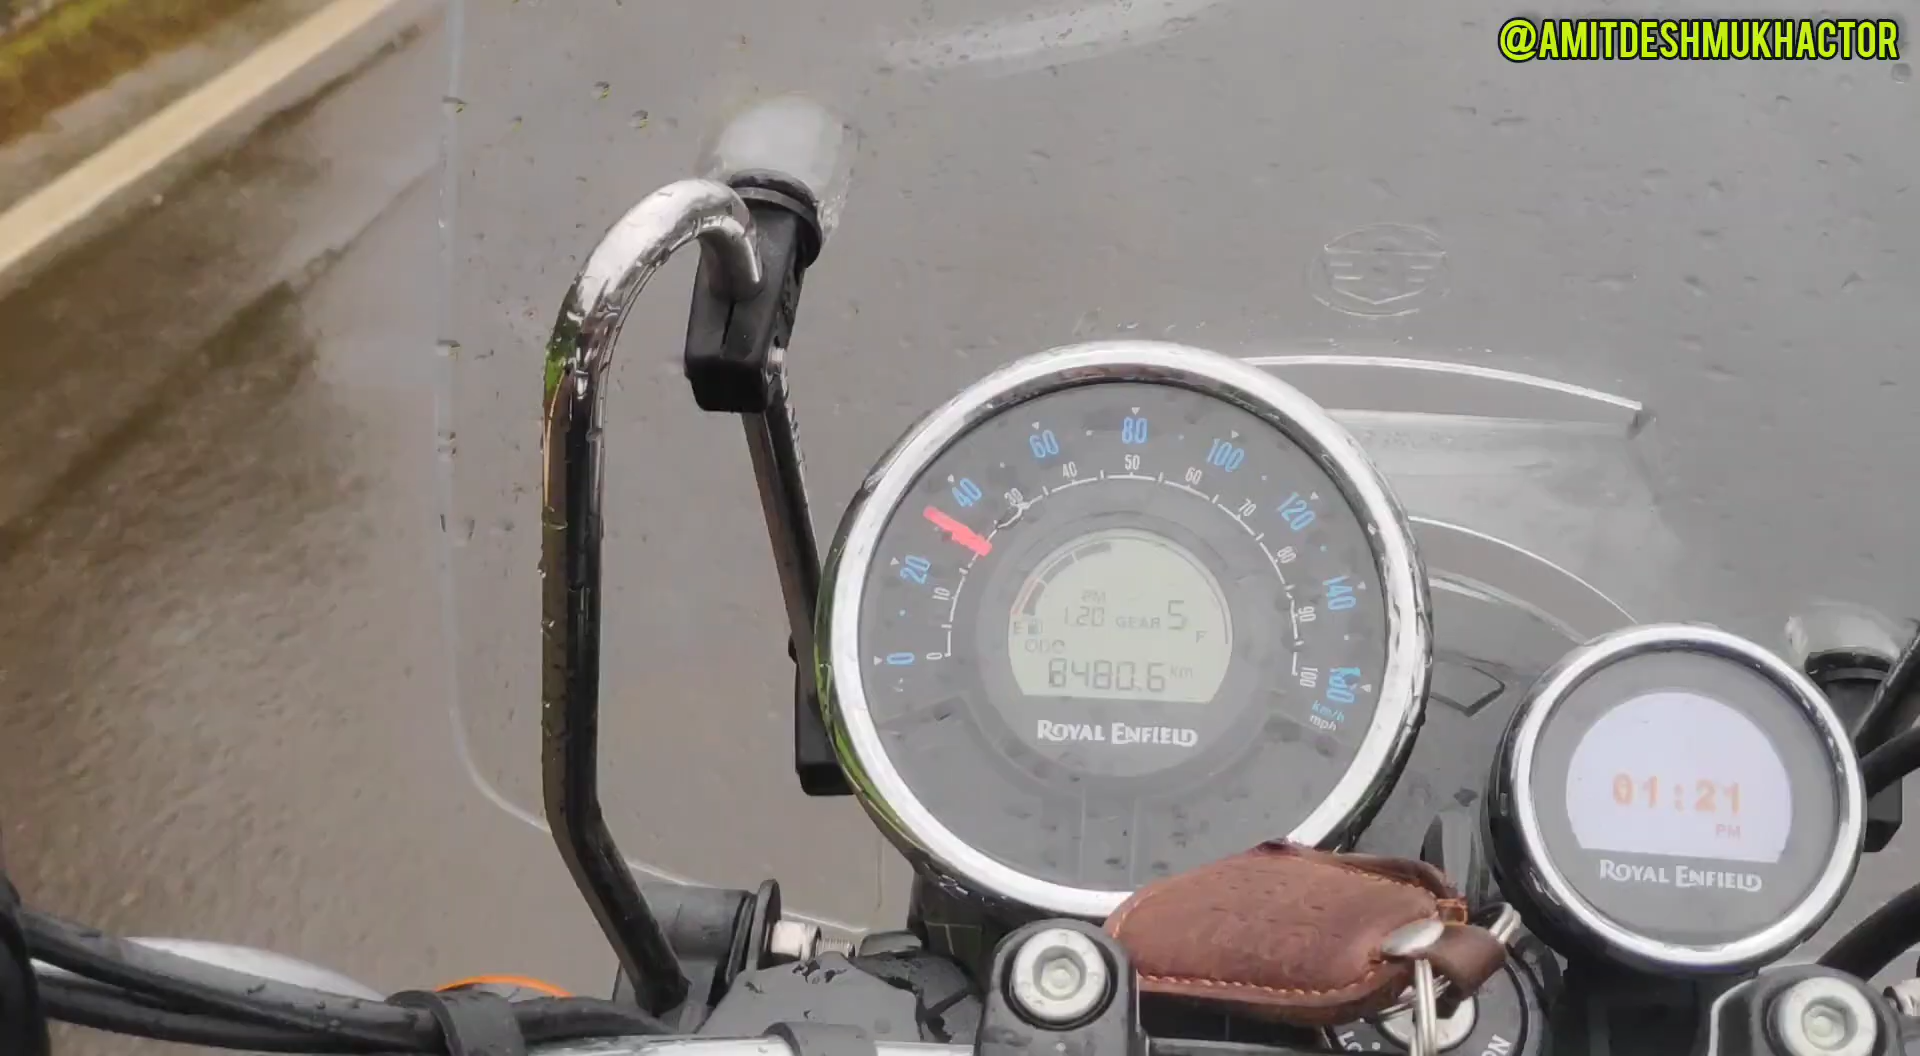 @AMITDESHMUKHACTOR
0 20 40 60 80 100 120 140 160
km/h
0 10 30 40 50 60 70 80 90 100
mph
PM
1:20 GEAR 5
E F
ODO
8480.6 km
ROYAL ENFIELD
01:21
PM
ROYAL ENFIELD
ON